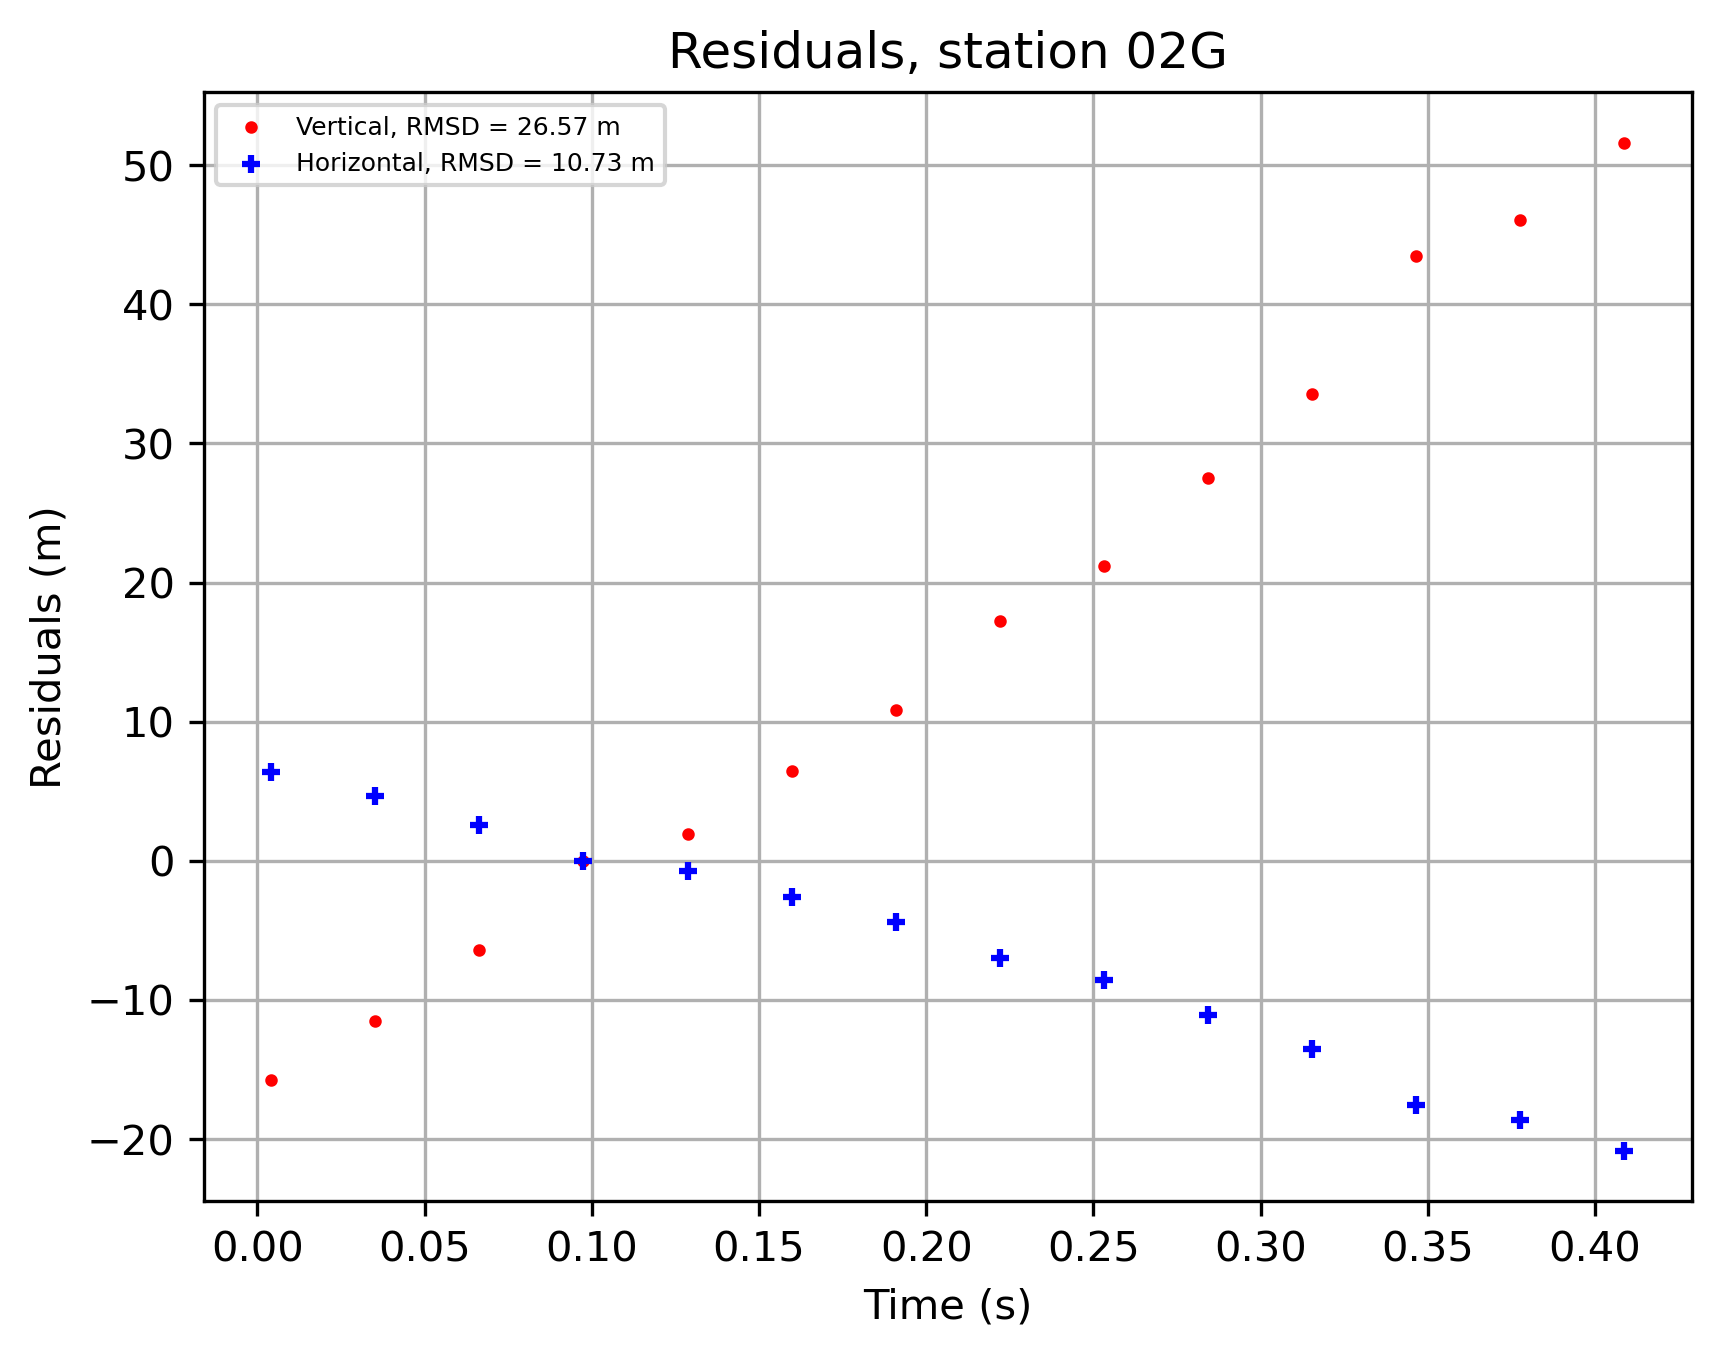 Residuals, station 02G
Vertical, RMSD = 26.57 m
Horizontal, RMSD = 10.73 m
50
40
30
20
10
0
−10
−20
Residuals (m)
0.00 0.05 0.10 0.15 0.20 0.25 0.30 0.35 0.40
Time (s)